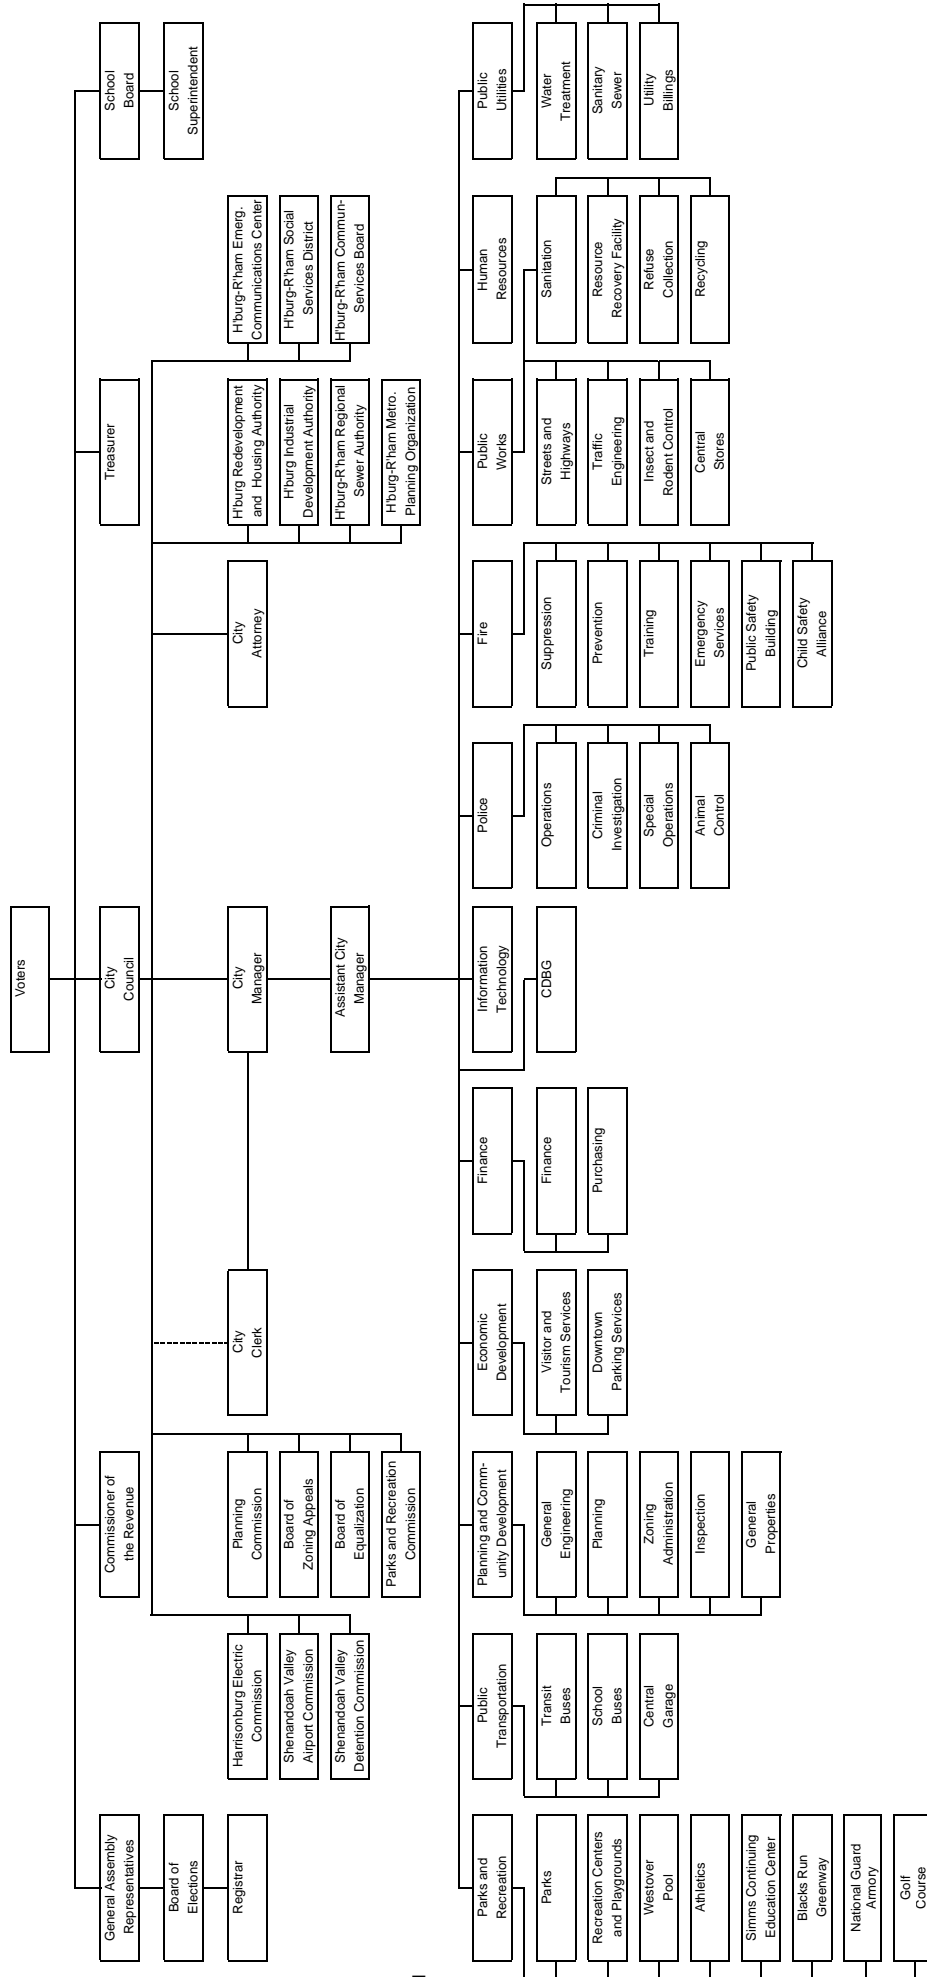 Voters
General Assembly
Representatives
Commissioner of
the Revenue
City
Council
Treasurer
School
Board
Board of
Elections
School
Superintendent
Registrar
Harrisonburg Electric
Commission
Planning
Commission
City
Clerk
City
Manager
City
Attorney
H'burg Redevelopment
and Housing Authority
H'burg-R'ham Emerg.
Communications Center
Shenandoah Valley
Airport Commission
Board of
Zoning Appeals
H'burg Industrial
Development Authority
H'burg-R'ham Social
Services District
Shenandoah Valley
Detention Commission
Board of
Equalization
Assistant City
Manager
H'burg-R'ham Regional
Sewer Authority
H'burg-R'ham Commun-
Services Board
Parks and Recreation
Commission
H'burg-R'ham Metro.
Planning Organization
Parks and
Recreation
Public
Transportation
Planning and Comm-
unity Development
Economic
Development
Finance
Information
Technology
Police
Fire
Public
Works
Human
Resources
Public
Utilities
Parks
Transit
Buses
General
Engineering
Visitor and
Tourism Services
Finance
CDBG
Operations
Suppression
Streets and
Highways
Sanitation
Water
Treatment
Recreation Centers
and Playgrounds
School
Buses
Planning
Downtown
Parking Services
Purchasing
Criminal
Investigation
Prevention
Traffic
Engineering
Resource
Recovery Facility
Sanitary
Sewer
Westover
Pool
Central
Garage
Zoning
Administration
Special
Operations
Training
Insect and
Rodent Control
Refuse
Collection
Utility
Billings
Athletics
Inspection
Animal
Control
Emergency
Services
Central
Stores
Recycling
Simms Continuing
Education Center
General
Properties
Public Safety
Building
Blacks Run
Greenway
Child Safety
Alliance
National Guard
Armory
Golf
Course